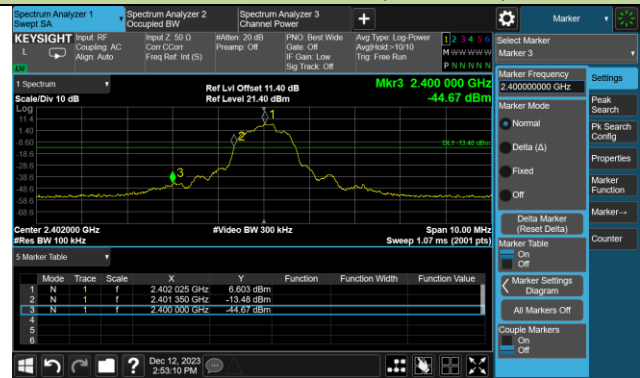 Spectrum Analyzer 1
Swept SA
Spectrum Analyzer 2
Occupied BW
Spectrum Analyzer 3
Channel Power
Marker
KEYSIGHT
L
Input: RF
Coupling: AC
Align: Auto
Input Z: 50 Ω
Corr CCorr
Freq Ref: Int (S)
#Atten: 20 dB
Preamp: Off
PNO: Best Wide
Gate: Off
IF Gain: Low
Sig Track: Off
Avg Type: Log-Power
Avg|Hold:>10/10
Trig: Free Run
1 2 3 4 5 6
M W W W W W
P N N N N N
Select Marker
Marker 3
LXI
1 Spectrum
Scale/Div 10 dB
Ref Lvl Offset 11.40 dB
Ref Level 21.40 dBm
Mkr3 2.400 000 GHz
-44.67 dBm
Log
11.4
1.40
-8.60
-18.6
-28.6
-38.6
-48.6
-58.6
-68.6
1
2
3
DL1 -13.40 dBm
Center 2.402000 GHz
#Res BW 100 kHz
#Video BW 300 kHz
Span 10.00 MHz
Sweep 1.07 ms (2001 pts)
5 Marker Table
Mode Trace Scale X Y Function Function Width Function Value
1 N 1 f 2.402 025 GHz 6.603 dBm
2 N 1 f 2.401 350 GHz -13.48 dBm
3 N 1 f 2.400 000 GHz -44.67 dBm
4
5
6
Marker Frequency
2.400000000 GHz
Marker Mode
Normal
Delta (Δ)
Fixed
Off
Delta Marker
(Reset Delta)
Marker Table
On
Off
Marker Settings
Diagram
All Markers Off
Couple Markers
On
Off
Settings
Peak
Search
Pk Search
Config
Properties
Marker
Function
Marker→
Counter
?
Dec 12, 2023
2:53:10 PM